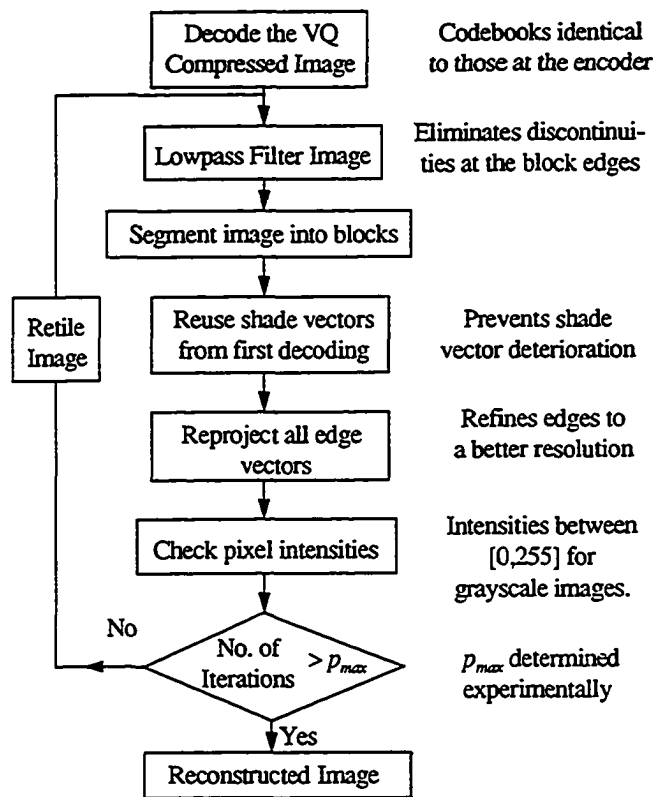 Decode the VQ
Compressed Image
Codebooks identical
to those at the encoder
Lowpass Filter Image
Eliminates discontinui-
ties at the block edges
Segment image into blocks
Retile
Image
Reuse shade vectors
from first decoding
Prevents shade
vector deterioration
Reproject all edge
vectors
Refines edges to
a better resolution
Check pixel intensities
Intensities between
[0,255] for
grayscale images.
No
No. of
Iterations > p_max
p_max determined
experimentally
Yes
Reconstructed Image